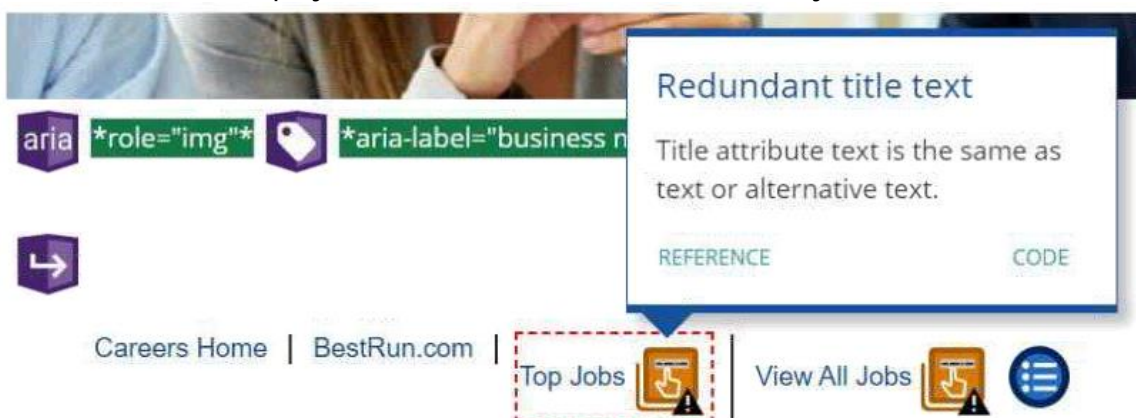 Redundant title text
Title attribute text is the same as
text or alternative text.
REFERENCE CODE
aria *role="img"* *aria-label="business
Careers Home | BestRun.com |
Top Jobs | View All Jobs